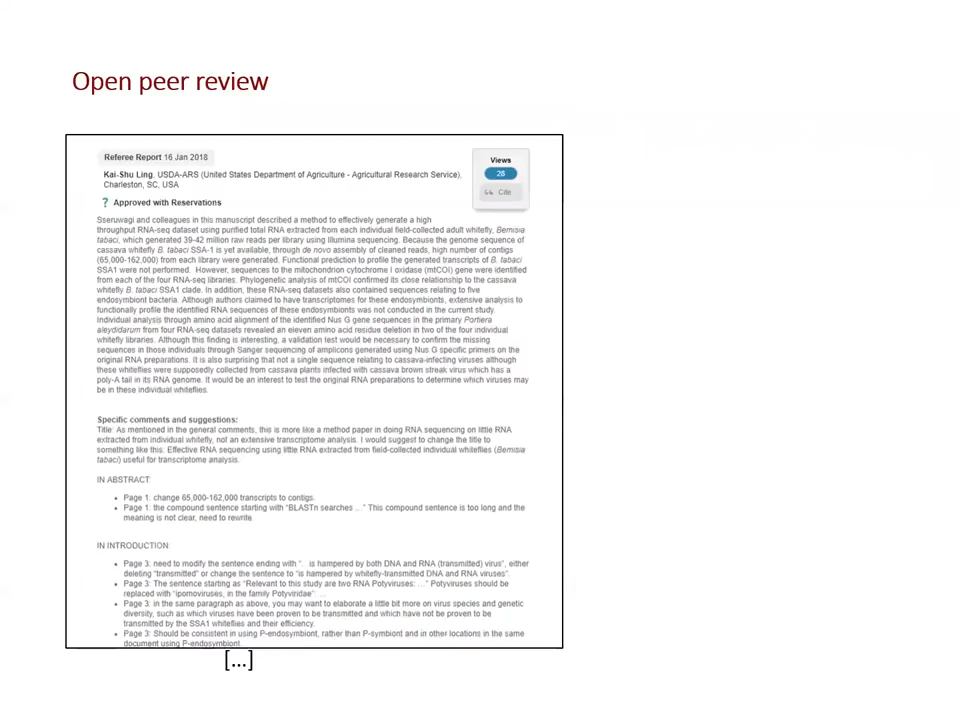 Open peer review
Referee Report 16 Jan 2018
Kai-Shu Ling, USDA-ARS (United States Department of Agriculture - Agricultural Research Service),
Charleston, SC, USA
Views
26
Cite
? Approved with Reservations
Sseruwagi and colleagues in this manuscript described a method to effectively generate a high
throughput RNA-seq dataset using purified total RNA extracted from each individual field-collected adult whitefly, Bemisia
tabaci, which generated 39-42 million raw reads per library using Illumina sequencing. Because the genome sequence of
cassava whitefly B. tabaci SSA-1 is yet available, through de novo assembly of cleaned reads, high number of contigs
(65,000-162,000) from each library were generated. Functional prediction to profile the generated transcripts of B. tabaci
SSA1 were not performed. However, sequences to the mitochondrion cytochrome I oxidase (mtCOI) gene were identified
from each of the four RNA-seq libraries. Phylogenetic analysis of mtCOI confirmed its close relationship to the cassava
whitefly B. tabaci SSA1 clade. In addition, these RNA-seq datasets also contained sequences relating to five
endosymbiont bacteria. Although authors claimed to have transcriptomes for these endosymbionts, extensive analysis to
functionally profile the identified RNA sequences of these endosymbionts was not conducted in the current study.
Individual analysis through amino acid alignment of the identified Nus G gene sequences in the primary Portiera
aleydidarum from four RNA-seq datasets revealed an eleven amino acid residue deletion in two of the four individual
whitefly libraries. Although this finding is interesting, a validation test would be necessary to confirm the missing
sequences in those individuals through Sanger sequencing of amplicons generated using Nus G specific primers on the
original RNA preparations. It is also surprising that not a single sequence relating to cassava-infecting viruses although
these whiteflies were supposedly collected from cassava plants infected with cassava brown streak virus which has a
poly-A tail in its RNA genome. It would be an interest to test the original RNA preparations to determine which viruses may
be in these individual whiteflies.
Specific comments and suggestions:
Title: As mentioned in the general comments, this is more like a method paper in doing RNA sequencing on little RNA
extracted from individual whitefly, not an extensive transcriptome analysis. I would suggest to change the title to
something like this: Effective RNA sequencing using little RNA extracted from field-collected individual whiteflies (Bemisia
tabaci) useful for transcriptome analysis.
IN ABSTRACT:
• Page 1: change 65,000-162,000 transcripts to contigs.
• Page 1: the compound sentence starting with “BLASTn searches …” This compound sentence is too long and the
meaning is not clear, need to rewrite.
IN INTRODUCTION:
• Page 3: need to modify the sentence ending with “… is hampered by both DNA and RNA (transmitted) virus”, either
deleting “transmitted” or change the sentence to “is hampered by whitefly-transmitted DNA and RNA viruses”.
• Page 3: The sentence starting as “Relevant to this study are two RNA Potyviruses: …” Potyviruses should be
replaced with “ipomoviruses, in the family Potyviridae”: …
• Page 3: in the same paragraph as above, you may want to elaborate a little bit more on virus species and genetic
diversity, such as which viruses have been proven to be transmitted and which have not be proven to be
transmitted by the SSA1 whiteflies and their efficiency.
• Page 3: Should be consistent in using P-endosymbiont, rather than P-symbiont and in other locations in the same
document using P-endosymbiont.
[...]